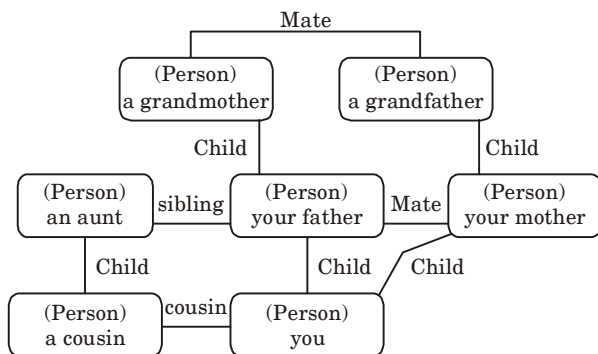 Mate
(Person)
a grandmother
(Person)
a grandfather
Child
Child
(Person)
an aunt
sibling
(Person)
your father
Mate
(Person)
your mother
Child
Child
Child
(Person)
a cousin
cousin
(Person)
you